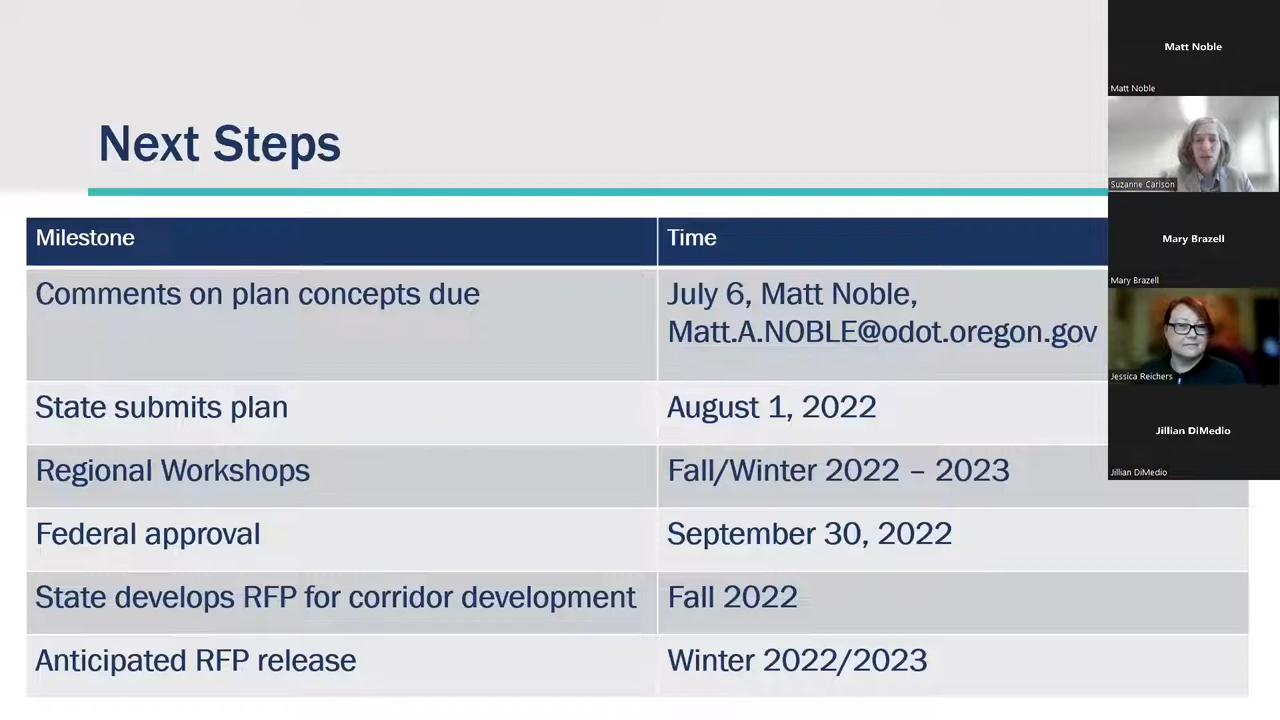 Next Steps
Milestone
Time
Comments on plan concepts due
July 6, Matt Noble,
Matt.A.NOBLE@odot.oregon.gov
State submits plan
August 1, 2022
Regional Workshops
Fall/Winter 2022 – 2023
Federal approval
September 30, 2022
State develops RFP for corridor development
Fall 2022
Anticipated RFP release
Winter 2022/2023
Matt Noble
Matt Noble
Suzanne Carlson
Mary Brazell
Mary Brazell
Jessica Reichers
Jillian DiMedio
Jillian DiMedio